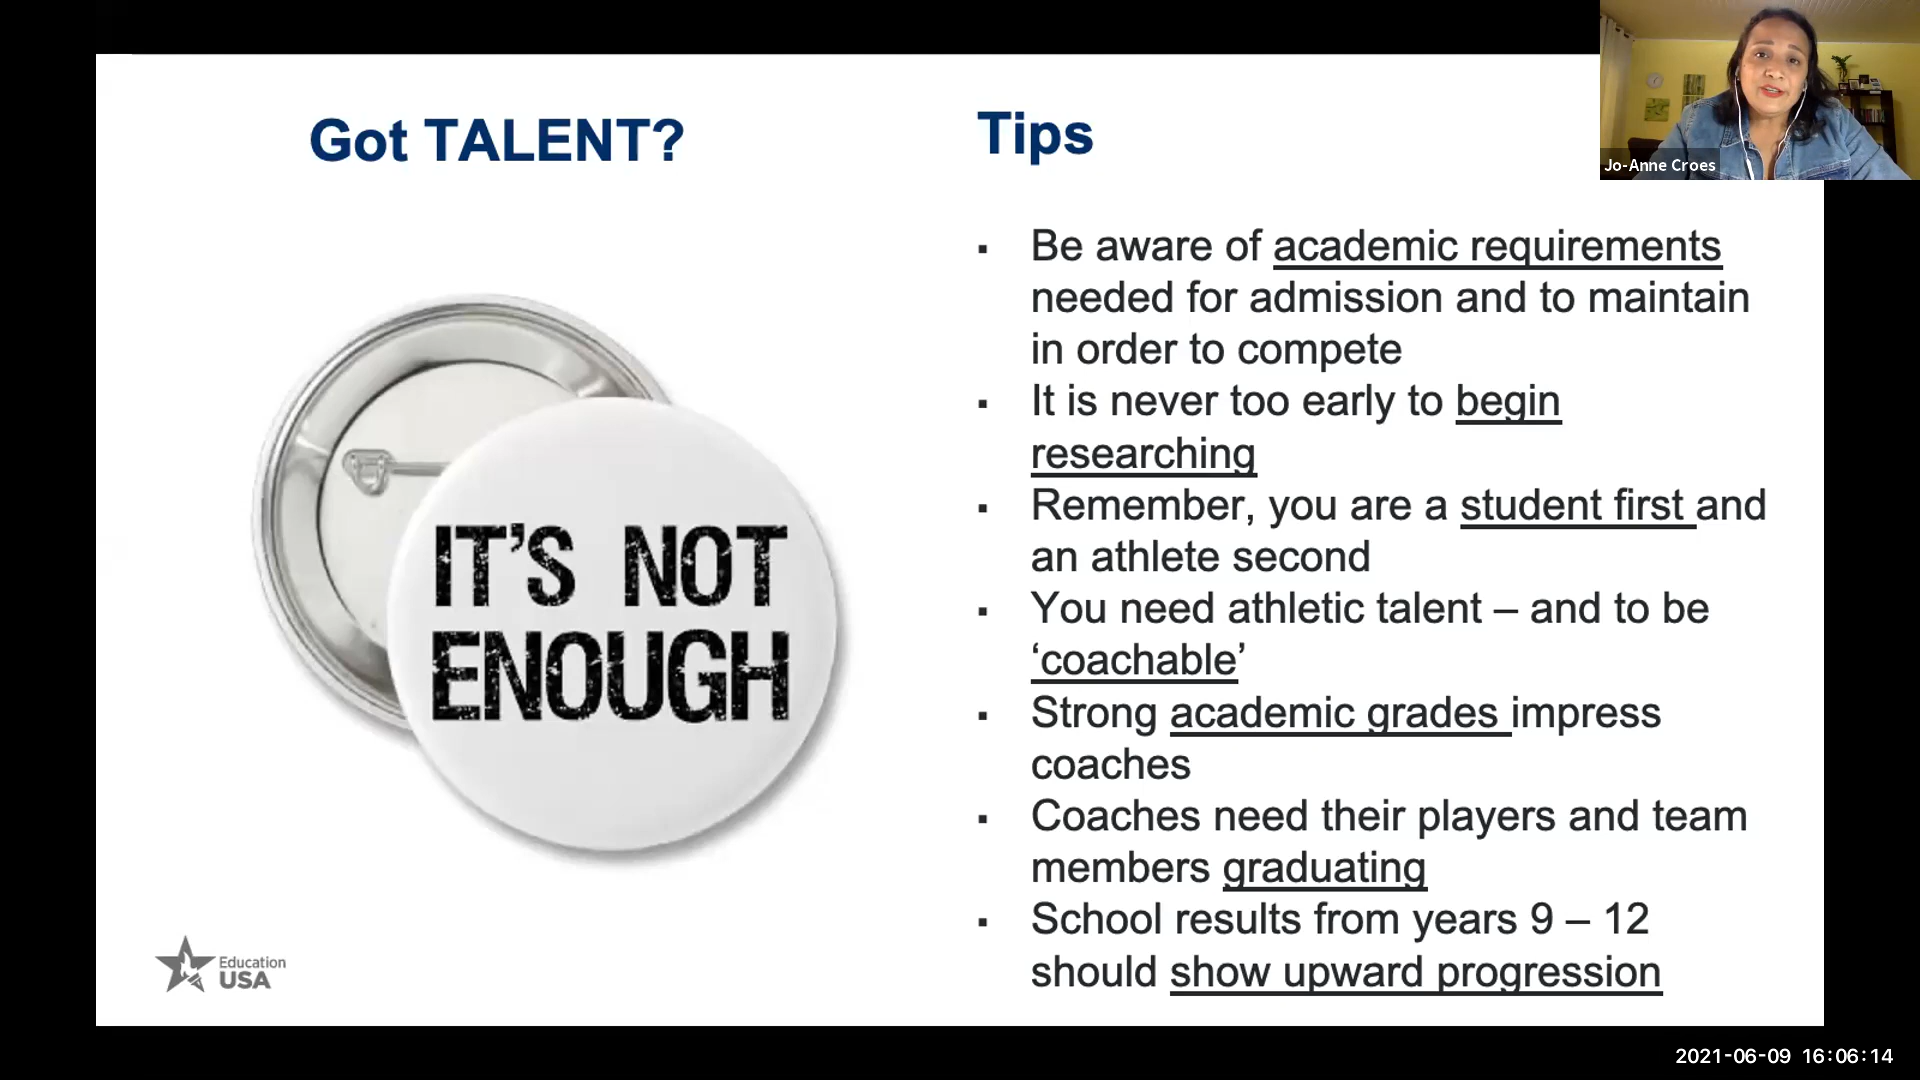 Got TALENT?
IT'S NOT
ENOUGH
Education
USA
Tips
▪ Be aware of academic requirements
needed for admission and to maintain
in order to compete
▪ It is never too early to begin
researching
▪ Remember, you are a student first and
an athlete second
▪ You need athletic talent – and to be
‘coachable’
▪ Strong academic grades impress
coaches
▪ Coaches need their players and team
members graduating
▪ School results from years 9 – 12
should show upward progression
Jo-Anne Croes
2021-06-09 16:06:14